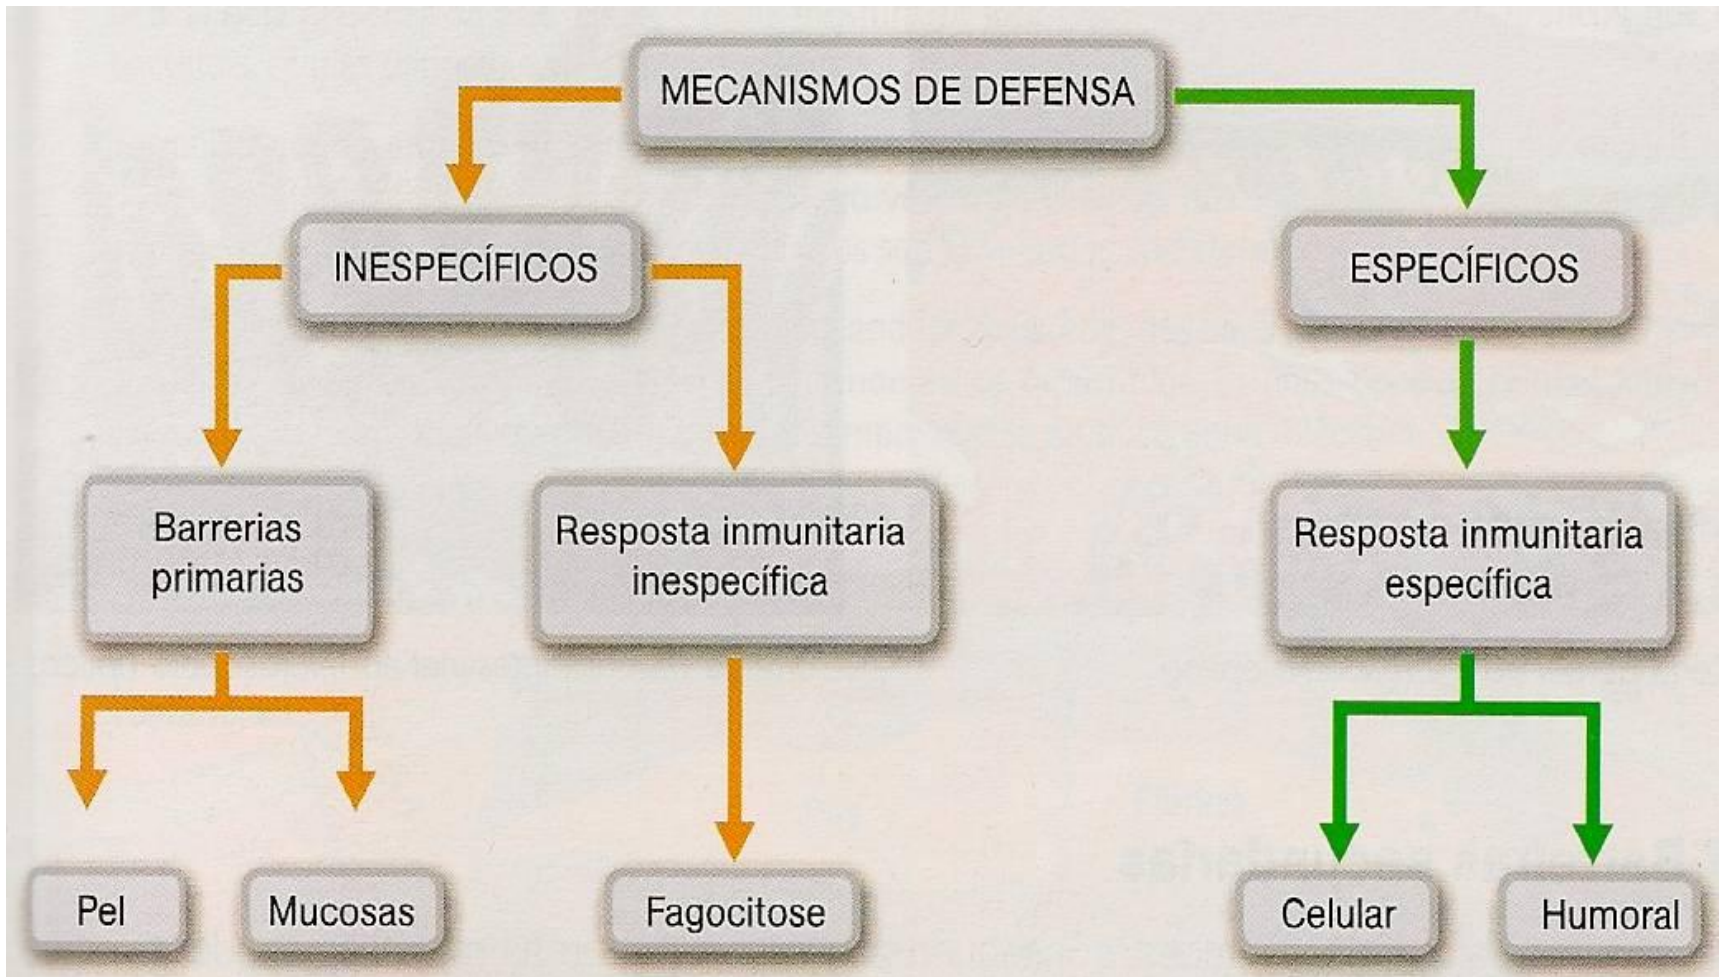 MECANISMOS DE DEFENSA
INESPECÍFICOS
ESPECÍFICOS
Barrerias
primarias
Resposta inmunitaria
inespecífica
Resposta inmunitaria
específica
Pel
Mucosas
Fagocitose
Celular
Humoral